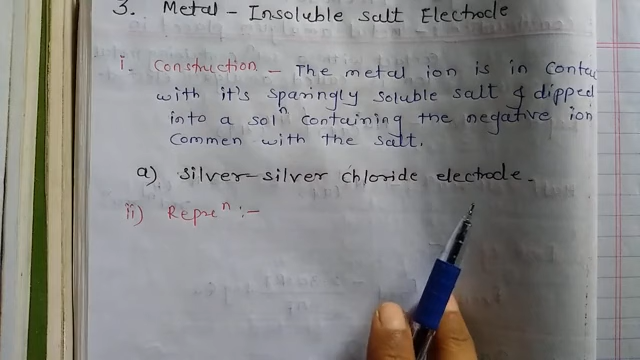 3. Metal - Insoluble Salt Electrode
i. Construction - The metal ion is in conta
with it's sparingly soluble salt & dipped
into a solⁿ containing the negative ion
Commen with the salt.
a) silver-silver chloride electrode.
ii) Repreⁿ :-